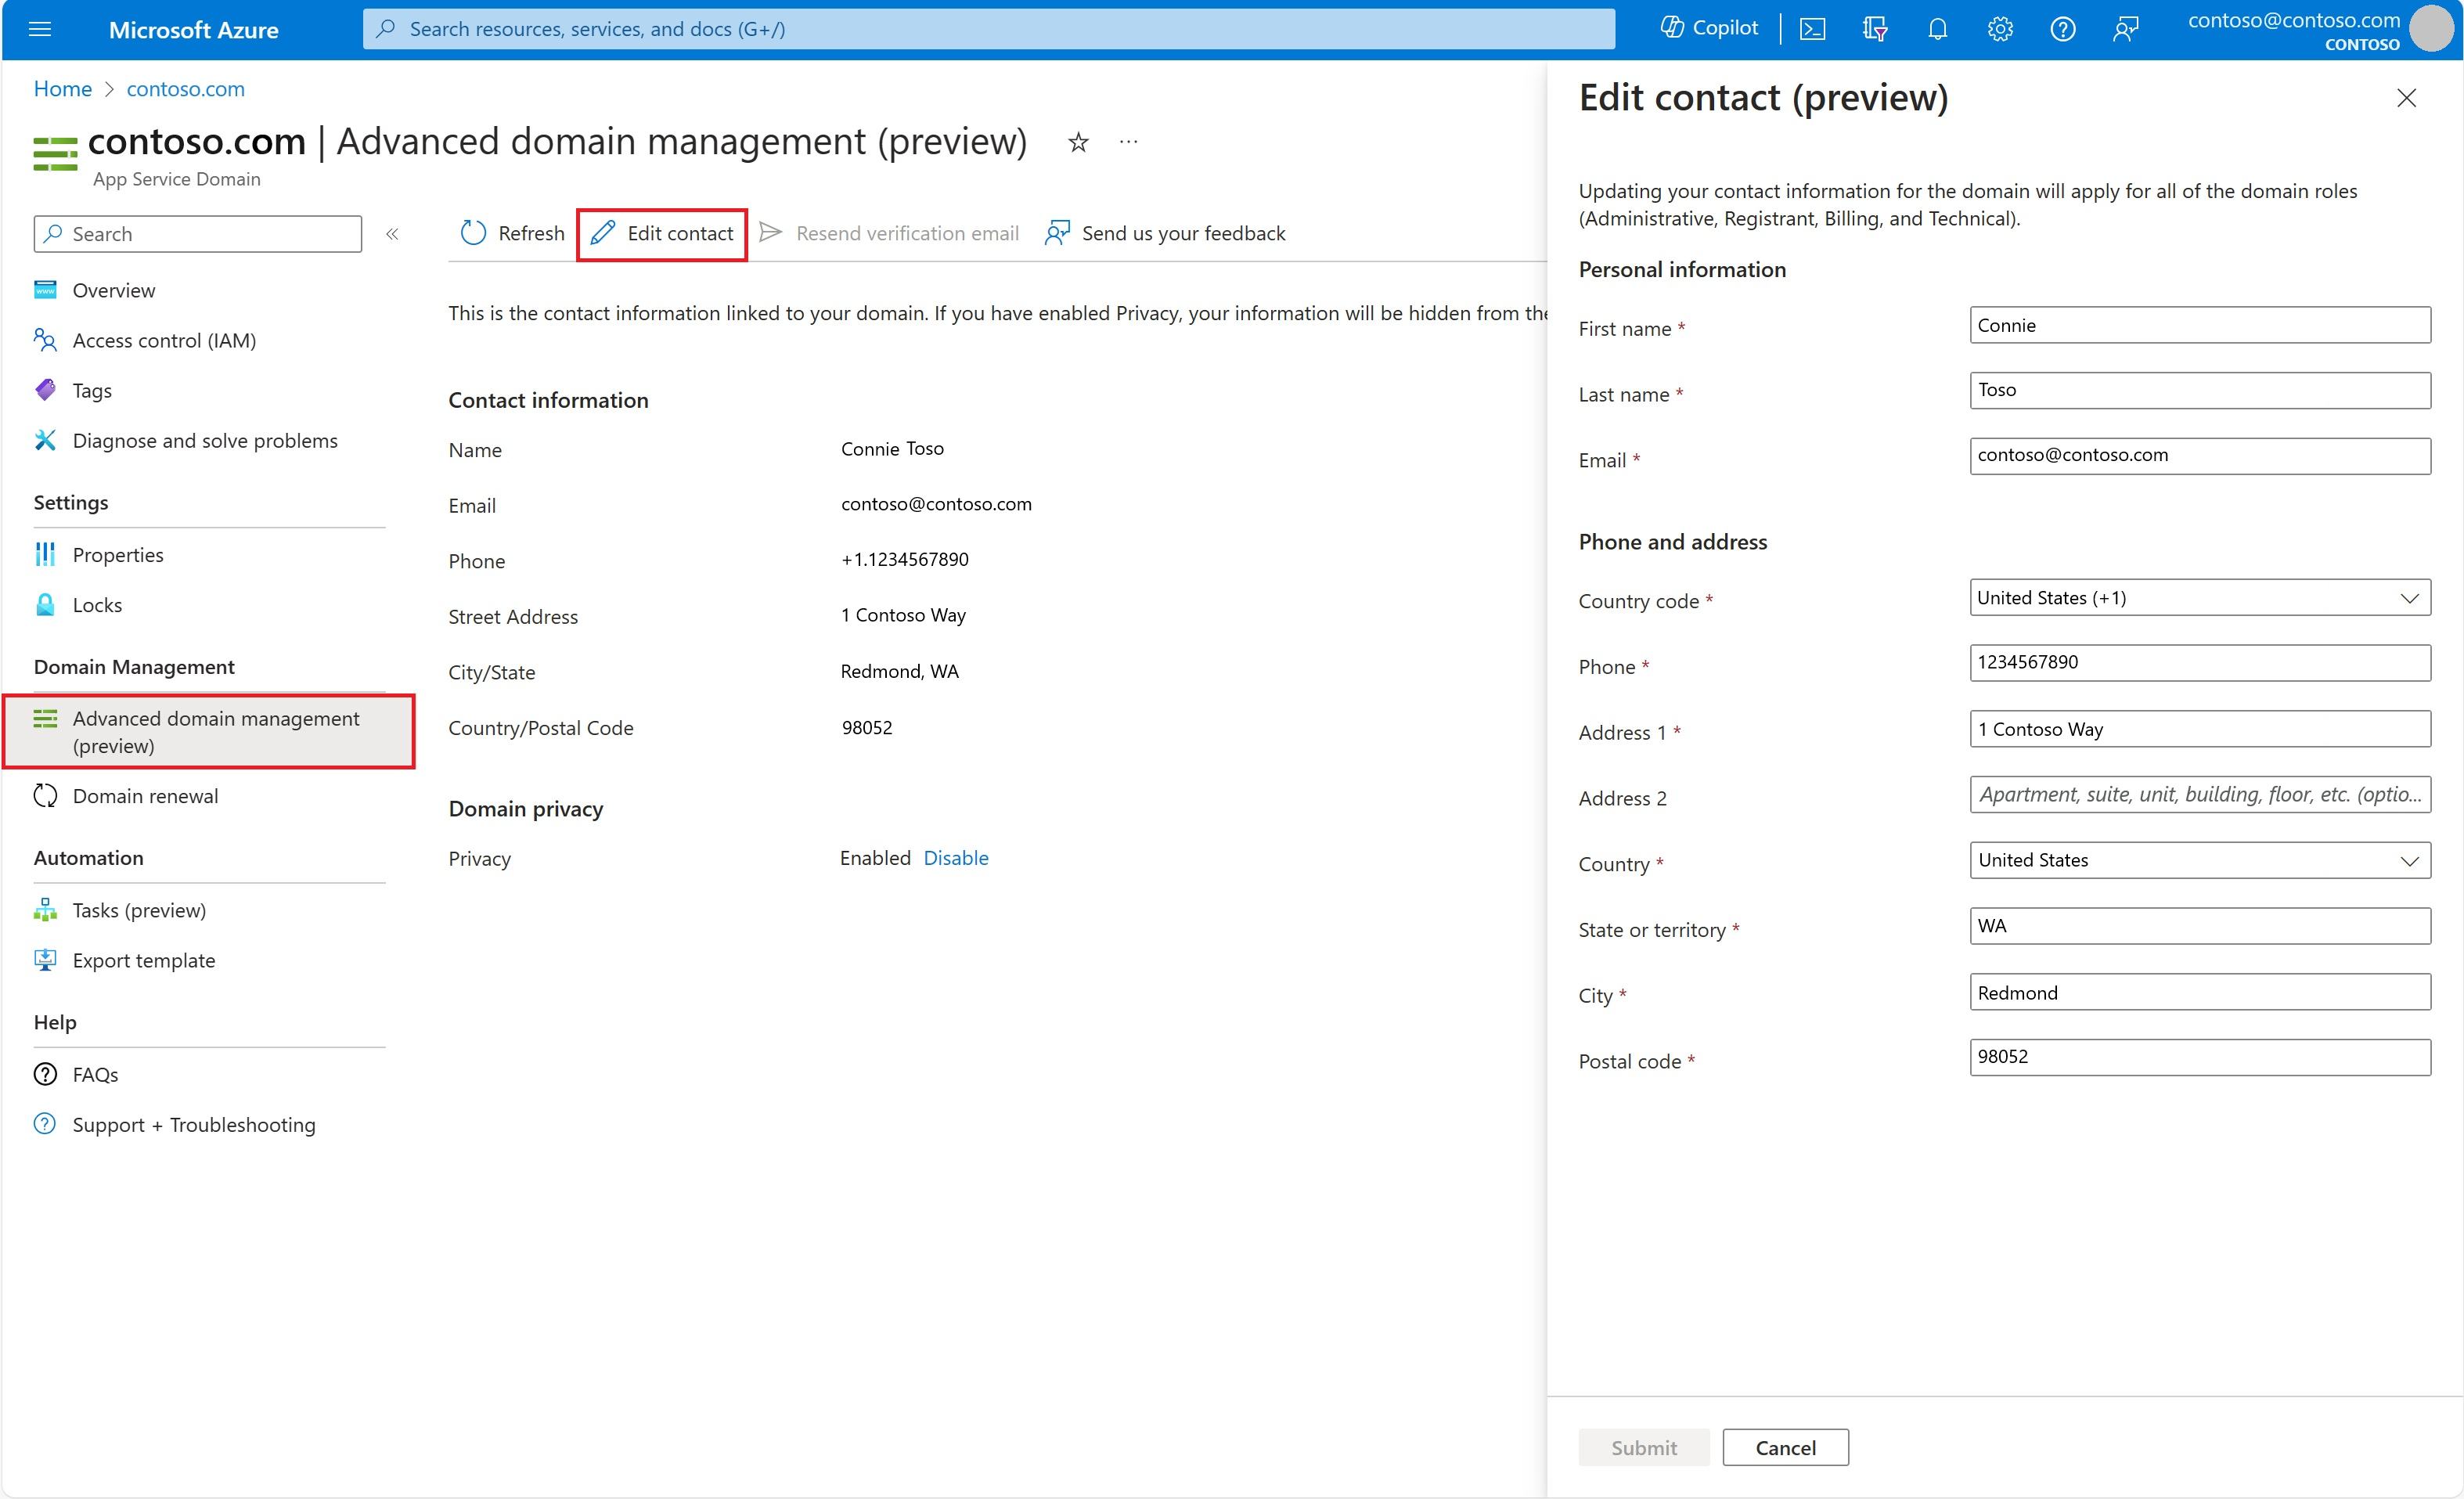 Microsoft Azure
Search resources, services, and docs (G+/)
Copilot
contoso@contoso.com
CONTOSO
Home > contoso.com
contoso.com | Advanced domain management (preview)
App Service Domain
Search
Overview
Access control (IAM)
Tags
Diagnose and solve problems
Settings
Properties
Locks
Domain Management
Advanced domain management
(preview)
Domain renewal
Automation
Tasks (preview)
Export template
Help
FAQs
Support + Troubleshooting
Refresh
Edit contact
Resend verification email
Send us your feedback
This is the contact information linked to your domain. If you have enabled Privacy, your information will be hidden from the
Contact information
Name Connie Toso
Email contoso@contoso.com
Phone +1.1234567890
Street Address 1 Contoso Way
City/State Redmond, WA
Country/Postal Code 98052
Domain privacy
Privacy Enabled Disable
Edit contact (preview)
Updating your contact information for the domain will apply for all of the domain roles
(Administrative, Registrant, Billing, and Technical).
Personal information
First name * Connie
Last name * Toso
Email * contoso@contoso.com
Phone and address
Country code * United States (+1)
Phone * 1234567890
Address 1 * 1 Contoso Way
Address 2 Apartment, suite, unit, building, floor, etc. (optio...
Country * United States
State or territory * WA
City * Redmond
Postal code * 98052
Submit
Cancel